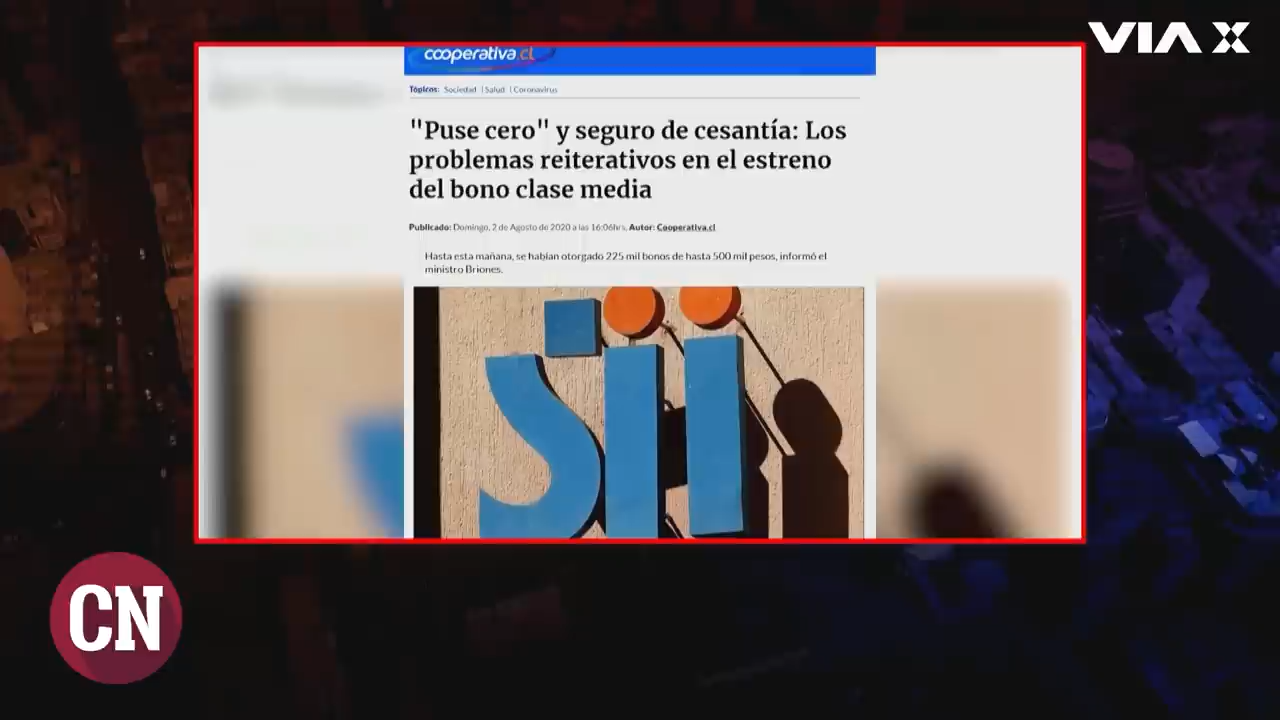 VIA X
cooperativa.cl
Tópicos: Sociedad | Salud | Coronavirus
"Puse cero" y seguro de cesantía: Los
problemas reiterativos en el estreno
del bono clase media
Publicado: Domingo, 2 de Agosto de 2020 a las 16:06hrs. Autor: Cooperativa.cl
Hasta esta mañana, se habían otorgado 225 mil bonos de hasta 500 mil pesos, informó el
ministro Briones.
sii
CN